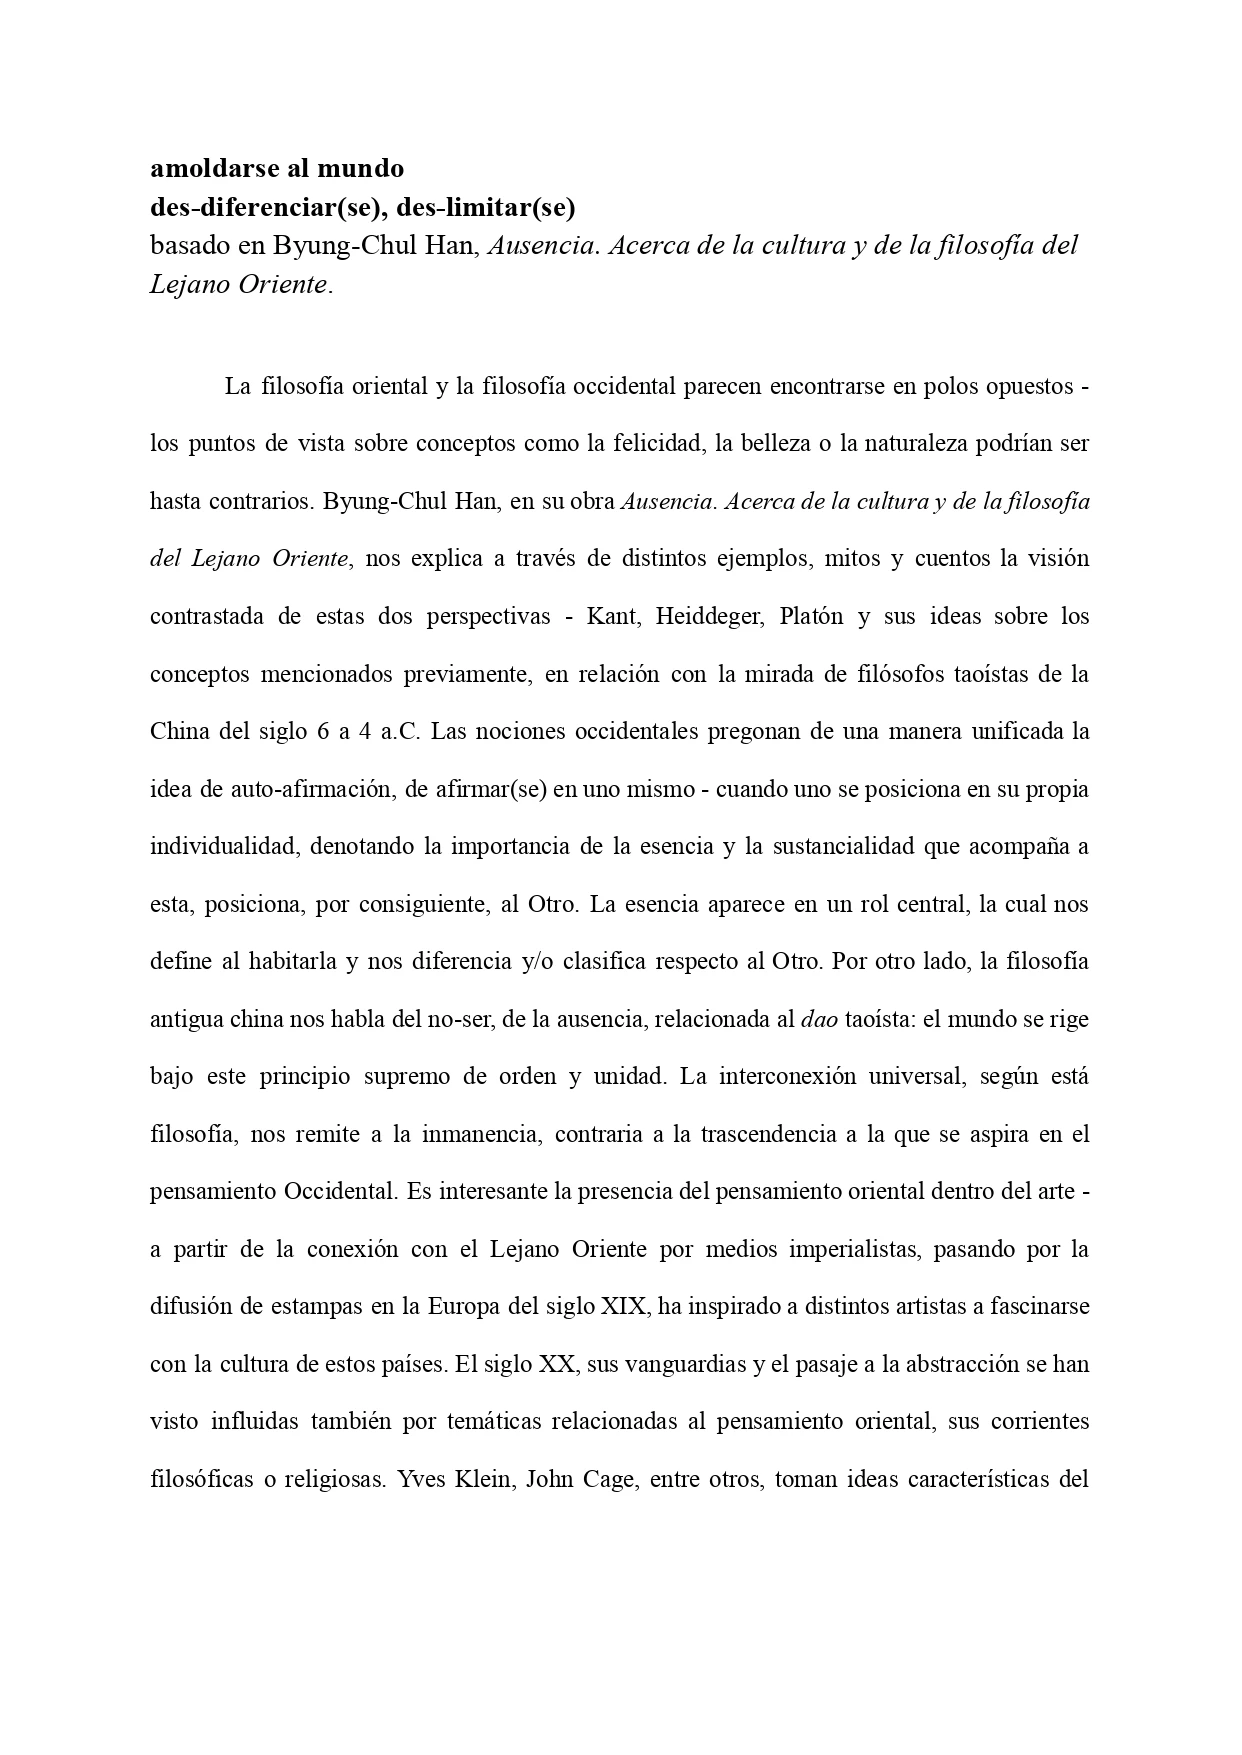 amoldarse al mundo
des-diferenciar(se), des-limitar(se)
basado en Byung-Chul Han, Ausencia. Acerca de la cultura y de la filosofía del
Lejano Oriente.
La filosofía oriental y la filosofía occidental parecen encontrarse en polos opuestos -
los puntos de vista sobre conceptos como la felicidad, la belleza o la naturaleza podrían ser
hasta contrarios. Byung-Chul Han, en su obra Ausencia. Acerca de la cultura y de la filosofía
del Lejano Oriente, nos explica a través de distintos ejemplos, mitos y cuentos la visión
contrastada de estas dos perspectivas - Kant, Heiddeger, Platón y sus ideas sobre los
conceptos mencionados previamente, en relación con la mirada de filósofos taoístas de la
China del siglo 6 a 4 a.C. Las nociones occidentales pregonan de una manera unificada la
idea de auto-afirmación, de afirmar(se) en uno mismo - cuando uno se posiciona en su propia
individualidad, denotando la importancia de la esencia y la sustancialidad que acompaña a
esta, posiciona, por consiguiente, al Otro. La esencia aparece en un rol central, la cual nos
define al habitarla y nos diferencia y/o clasifica respecto al Otro. Por otro lado, la filosofía
antigua china nos habla del no-ser, de la ausencia, relacionada al dao taoísta: el mundo se rige
bajo este principio supremo de orden y unidad. La interconexión universal, según está
filosofía, nos remite a la inmanencia, contraria a la trascendencia a la que se aspira en el
pensamiento Occidental. Es interesante la presencia del pensamiento oriental dentro del arte -
a partir de la conexión con el Lejano Oriente por medios imperialistas, pasando por la
difusión de estampas en la Europa del siglo XIX, ha inspirado a distintos artistas a fascinarse
con la cultura de estos países. El siglo XX, sus vanguardias y el pasaje a la abstracción se han
visto influidas también por temáticas relacionadas al pensamiento oriental, sus corrientes
filosóficas o religiosas. Yves Klein, John Cage, entre otros, toman ideas características del